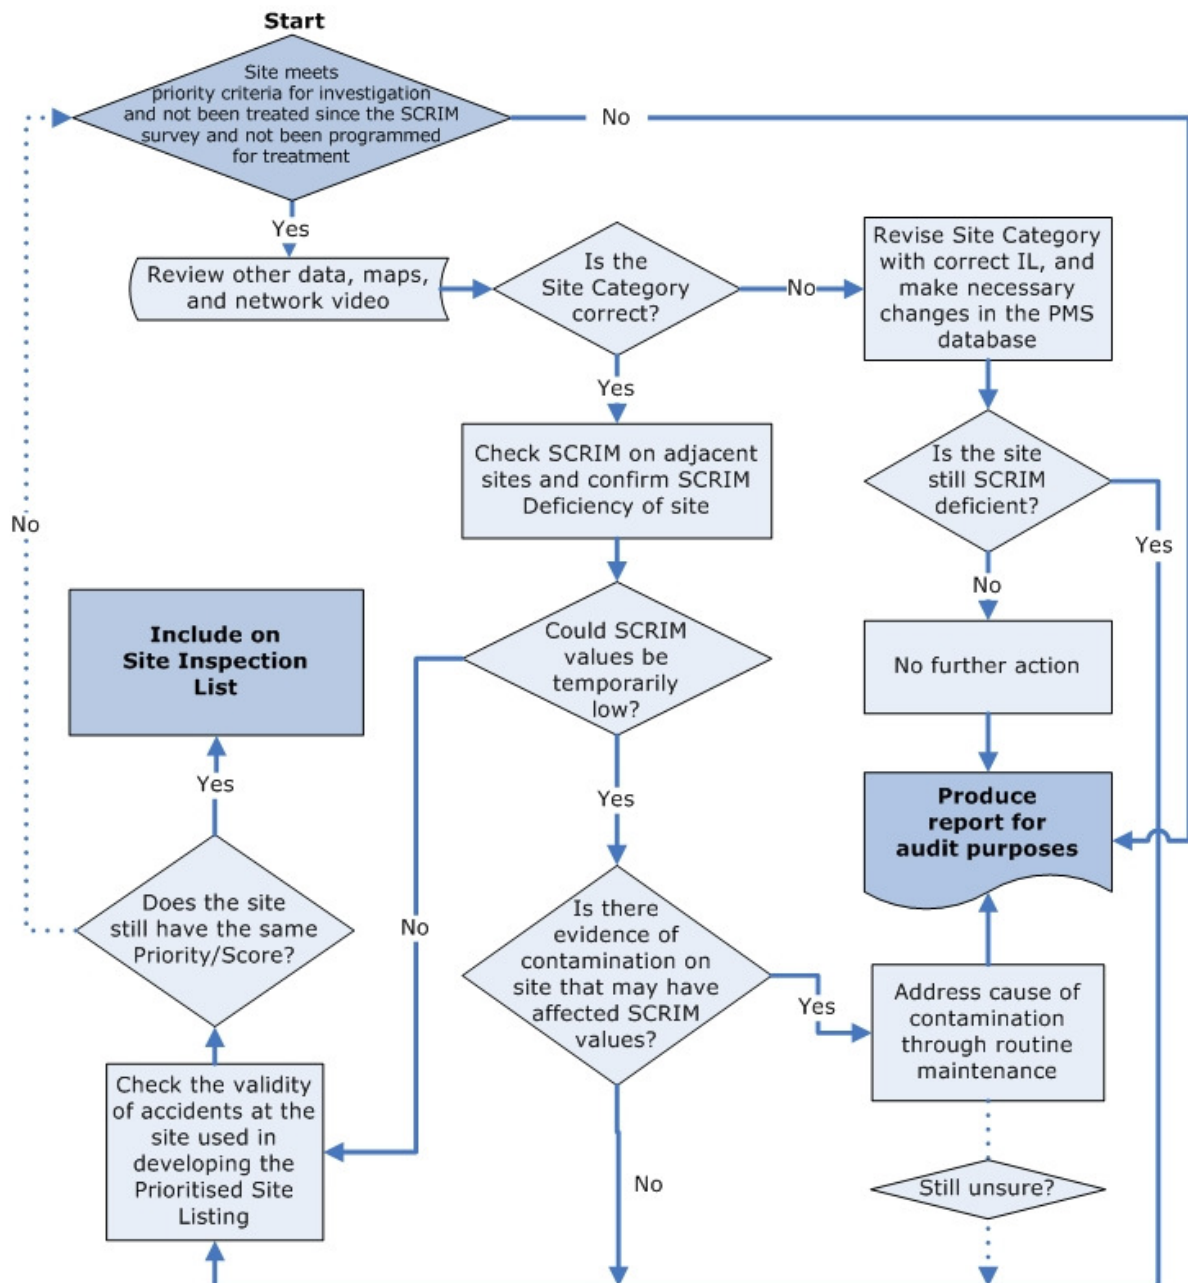 Start
Site meets
priority criteria for investigation
and not been treated since the SCRIM
survey and not been programmed
for treatment
No
Yes
Review other data, maps,
and network video
Is the
Site Category
correct?
No
Revise Site Category
with correct IL, and
make necessary
changes in the PMS
database
Yes
Check SCRIM on adjacent
sites and confirm SCRIM
Deficiency of site
Is the site
still SCRIM
deficient?
Yes
No
No
Include on
Site Inspection
List
Could SCRIM
values be
temporarily
low?
No further action
Yes
Yes
Produce
report for
audit purposes
Does the site
still have the same
Priority/Score?
No
Is there
evidence of
contamination on
site that may have
affected SCRIM
values?
Yes
Address cause of
contamination
through routine
maintenance
Check the validity
of accidents at the
site used in
developing the
Prioritised Site
Listing
No
Still unsure?